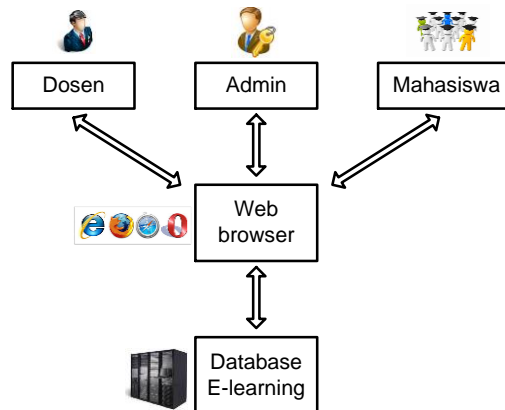 Dosen
Admin
Mahasiswa
Web
browser
Database
E-learning